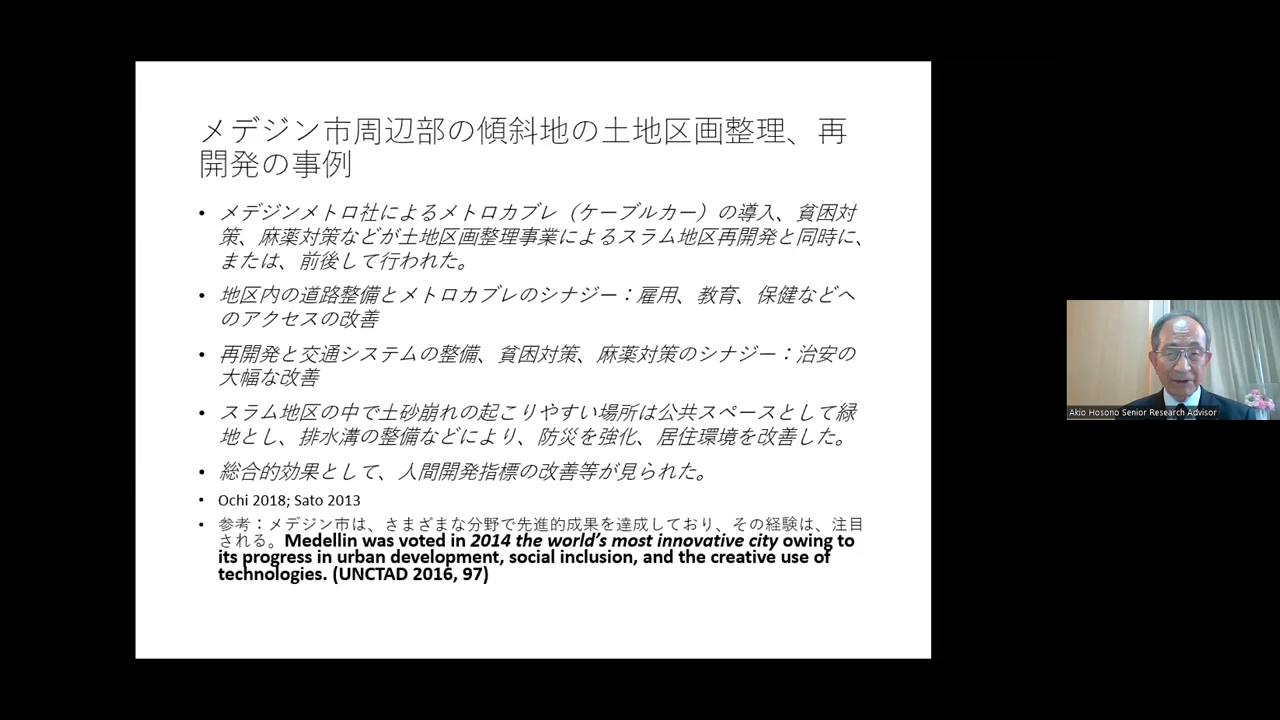 メデジン市周辺部の傾斜地の土地区画整理、再
開発の事例
• メデジンメトロ社によるメトロカブレ（ケーブルカー）の導入、貧困対
策、麻薬対策などが土地区画整理事業によるスラム地区再開発と同時に、
または、前後して行われた。
• 地区内の道路整備とメトロカブレのシナジー：雇用、教育、保健などへ
のアクセスの改善
• 再開発と交通システムの整備、貧困対策、麻薬対策のシナジー：治安の
大幅な改善
• スラム地区の中で土砂崩れの起こりやすい場所は公共スペースとして緑
地とし、排水溝の整備などにより、防災を強化、居住環境を改善した。
• 総合的効果として、人間開発指標の改善等が見られた。
• Ochi 2018; Sato 2013
• 参考：メデジン市は、さまざまな分野で先進的成果を達成しており、その経験は、注目
される。Medellin was voted in 2014 the world’s most innovative city owing to
its progress in urban development, social inclusion, and the creative use of
technologies. (UNCTAD 2016, 97)
Akio Hosono Senior Research Advisor